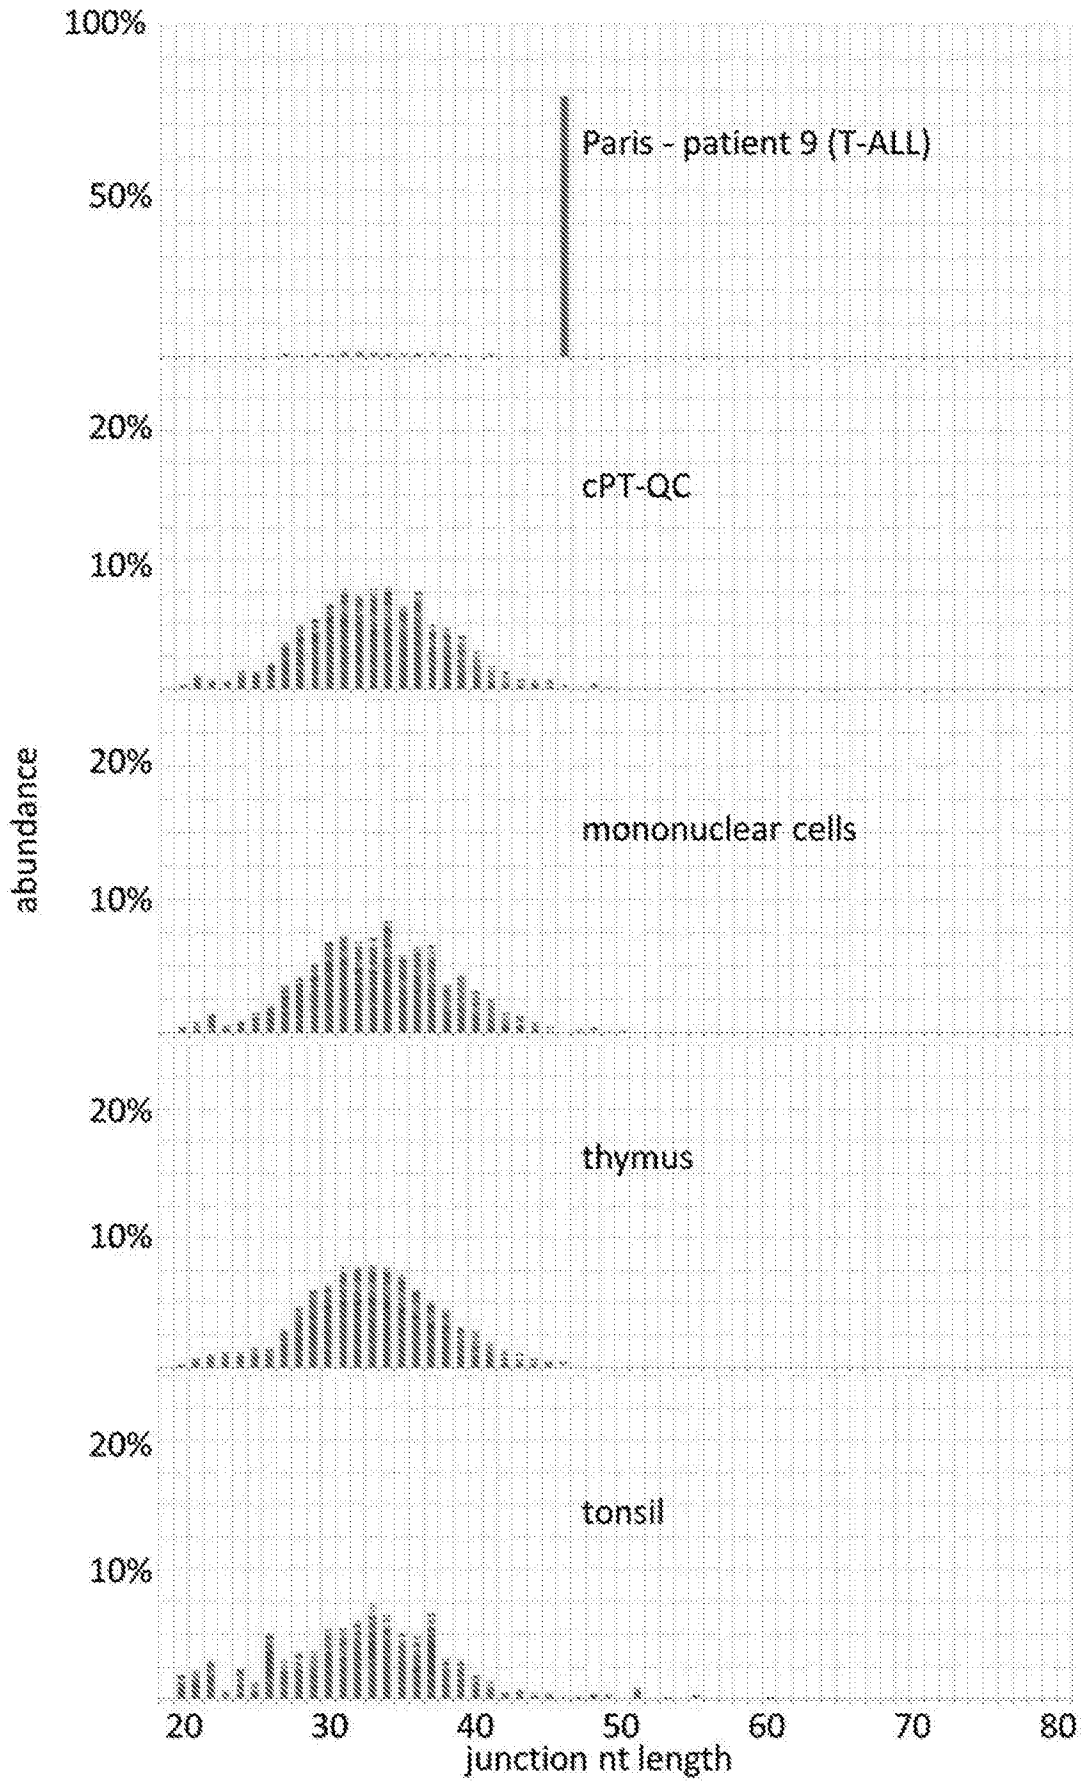 100%
Paris - patient 9 (T-ALL)
50%
20%
cPT-QC
10%
abundance
20%
mononuclear cells
10%
20%
thymus
10%
20%
tonsil
10%
20 30 40 50 60 70 80
junction nt length